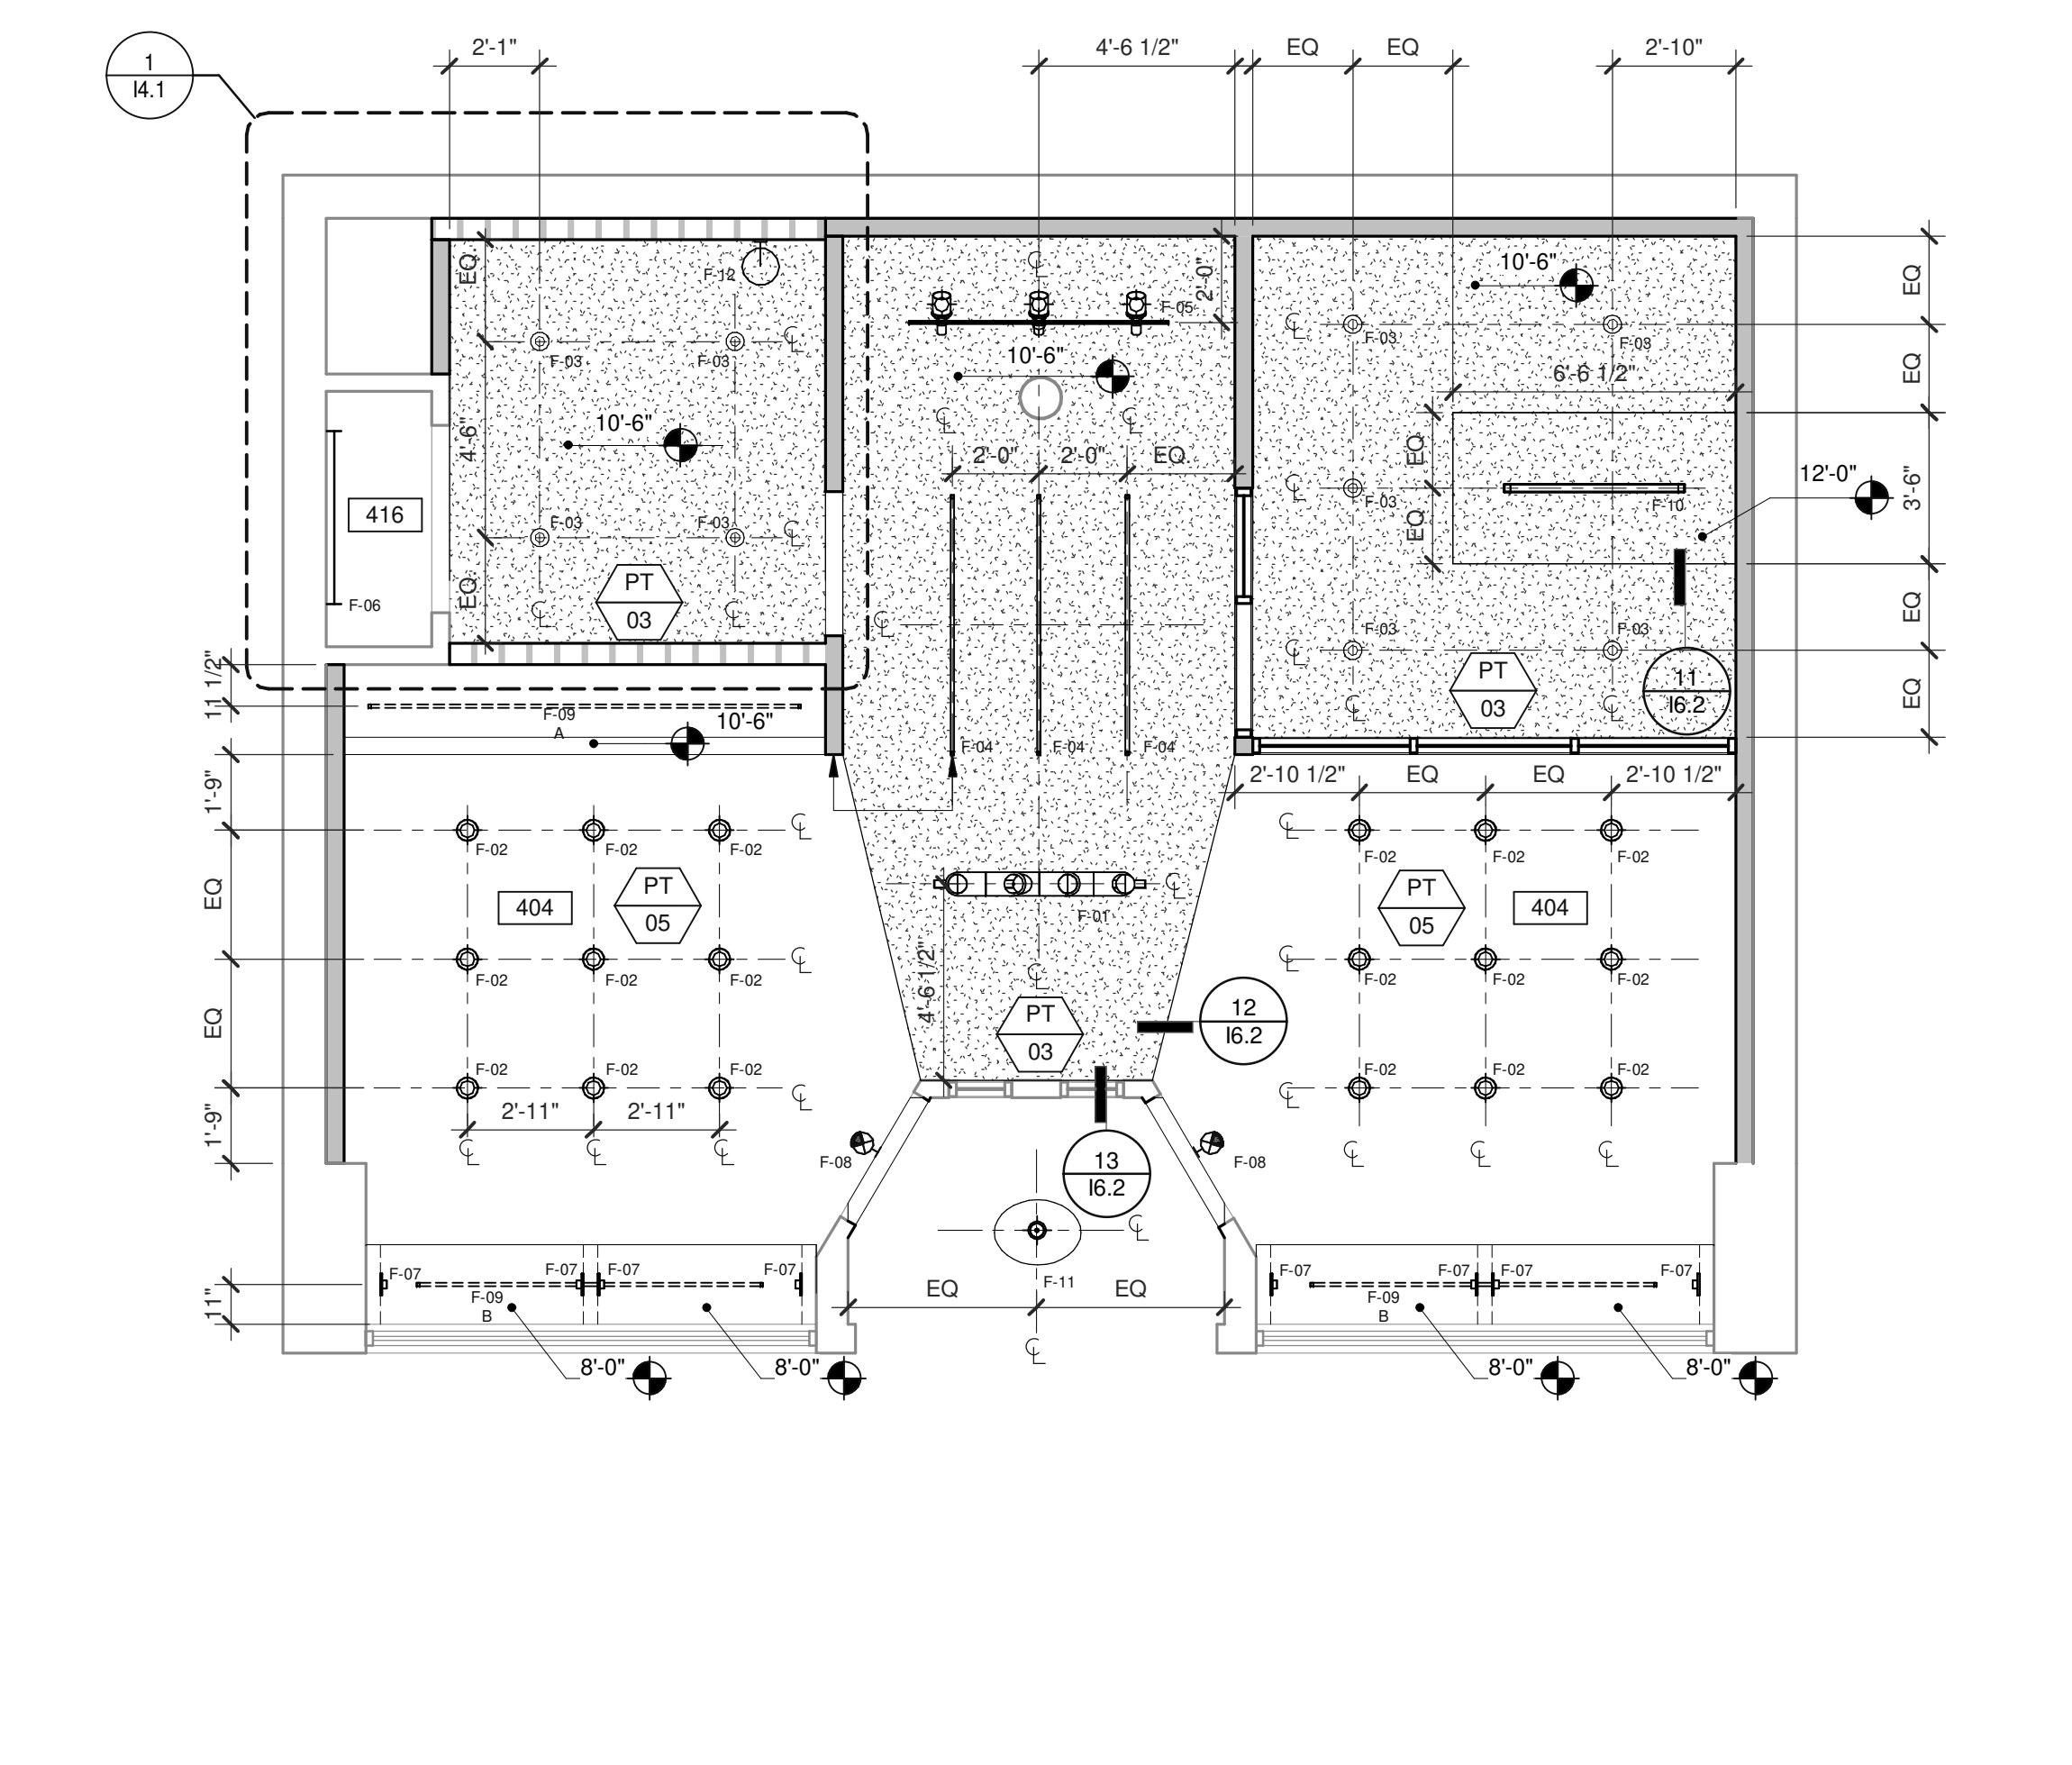 2'-1"
4'-6 1/2"
EQ
EQ
2'-10"
1
I4.1
EQ
F-12
2'-0"
F-05
10'-6"
EQ
℄
℄
F-03
F-03
℄
10'-6"
℄
F-03
F-03
6'-6 1/2"
EQ
4'-6"
10'-6"
℄
℄
2'-0"
2'-0"
EQ.
EQ
℄
F-03
F-10
12'-0"
3'-6"
416
F-03
F-03
℄
EQ
F-06
EQ
PT
03
℄
℄
℄
F-03
F-03
℄
EQ
11 1/2"
PT
03
11
I6.2
℄
℄
EQ
F-09
A
10'-6"
F-04
F-04
F-04
1'-9"
2'-10 1/2"
EQ
EQ
2'-10 1/2"
℄
℄
F-02
F-02
F-02
F-02
F-02
F-02
EQ
404
PT
05
℄
F-01
PT
05
404
℄
℄
℄
F-02
F-02
F-02
F-02
F-02
F-02
4'-6 1/2"
EQ
PT
03
12
I6.2
F-02
F-02
F-02
F-02
F-02
F-02
℄
℄
1'-9"
2'-11"
2'-11"
℄
℄
℄
F-08
13
I6.2
F-08
℄
℄
℄
℄
F-07
F-07
F-07
F-07
F-11
F-07
F-07
F-07
F-07
EQ
EQ
11"
F-09
B
F-09
B
℄
8'-0"
8'-0"
8'-0"
8'-0"